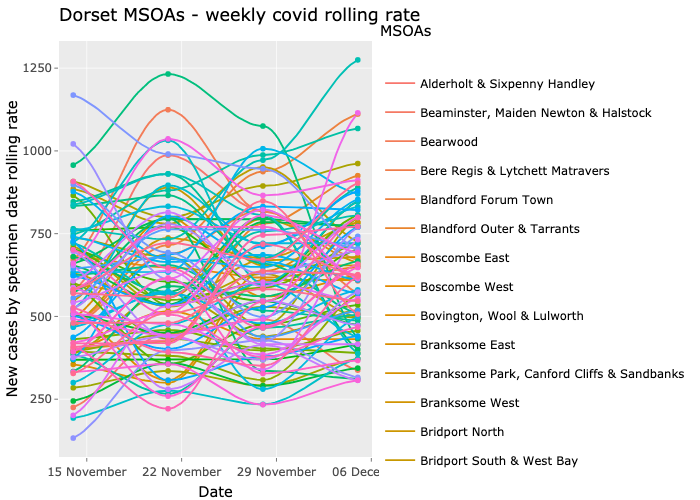 Dorset MSOAs - weekly covid rolling rate
MSOAs
New cases by specimen date rolling rate
1250
1000
750
500
250
15 November
22 November
29 November
06 Dece
Date
Alderholt & Sixpenny Handley
Beaminster, Maiden Newton & Halstock
Bearwood
Bere Regis & Lytchett Matravers
Blandford Forum Town
Blandford Outer & Tarrants
Boscombe East
Boscombe West
Bovington, Wool & Lulworth
Branksome East
Branksome Park, Canford Cliffs & Sandbanks
Branksome West
Bridport North
Bridport South & West Bay